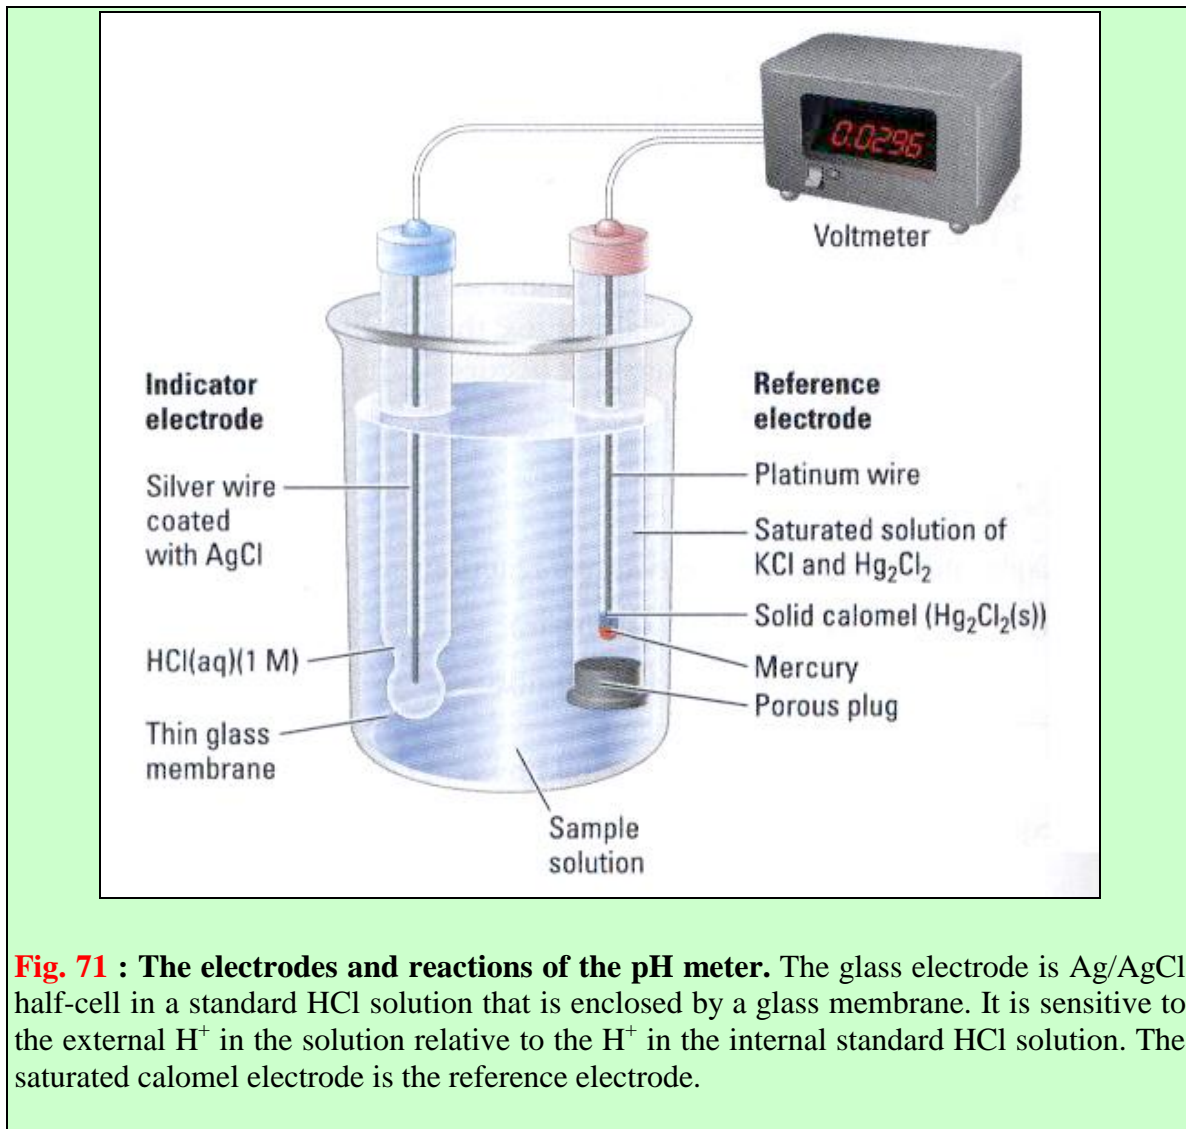 0.0296
Voltmeter
Indicator
electrode
Silver wire
coated
with AgCl
HCl(aq)(1 M)
Thin glass
membrane
Reference
electrode
Platinum wire
Saturated solution of
KCl and Hg₂Cl₂
Solid calomel (Hg₂Cl₂(s))
Mercury
Porous plug
Sample
solution
Fig. 71 : The electrodes and reactions of the pH meter. The glass electrode is Ag/AgCl
half-cell in a standard HCl solution that is enclosed by a glass membrane. It is sensitive to
the external H⁺ in the solution relative to the H⁺ in the internal standard HCl solution. The
saturated calomel electrode is the reference electrode.